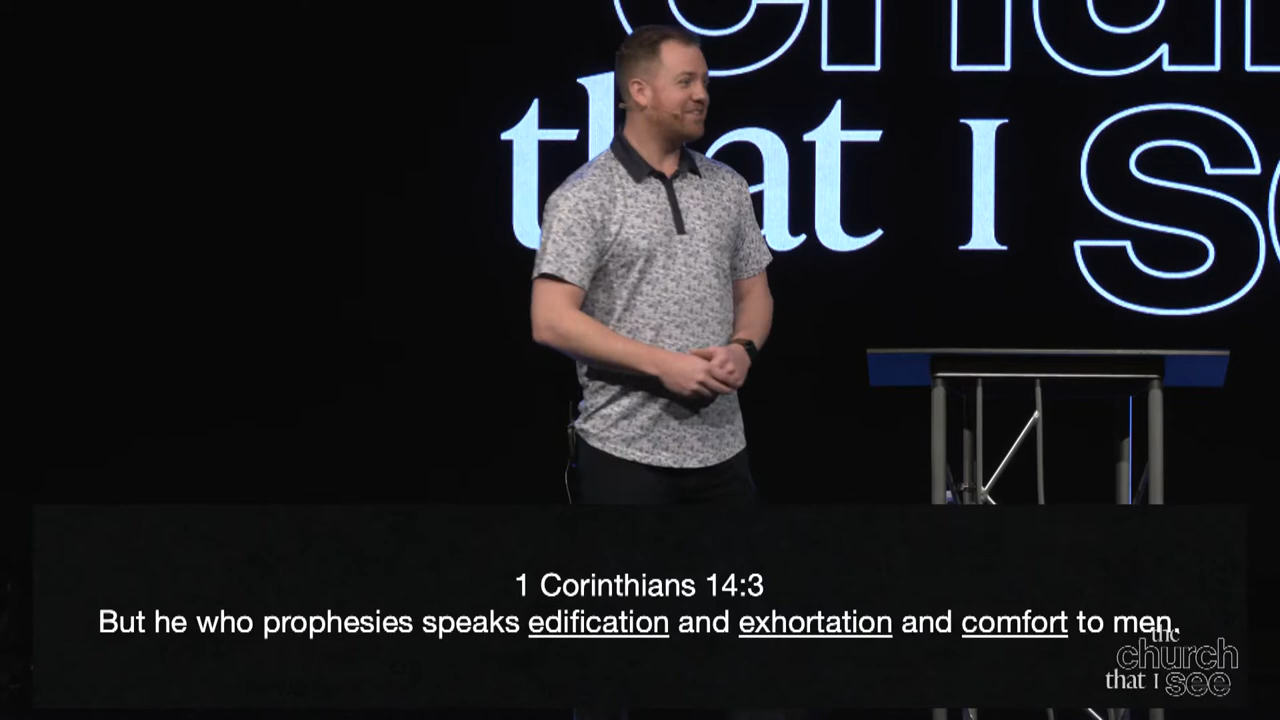 that I
1 Corinthians 14:3
But he who prophesies speaks edification and exhortation and comfort to men.
the
church
that I see